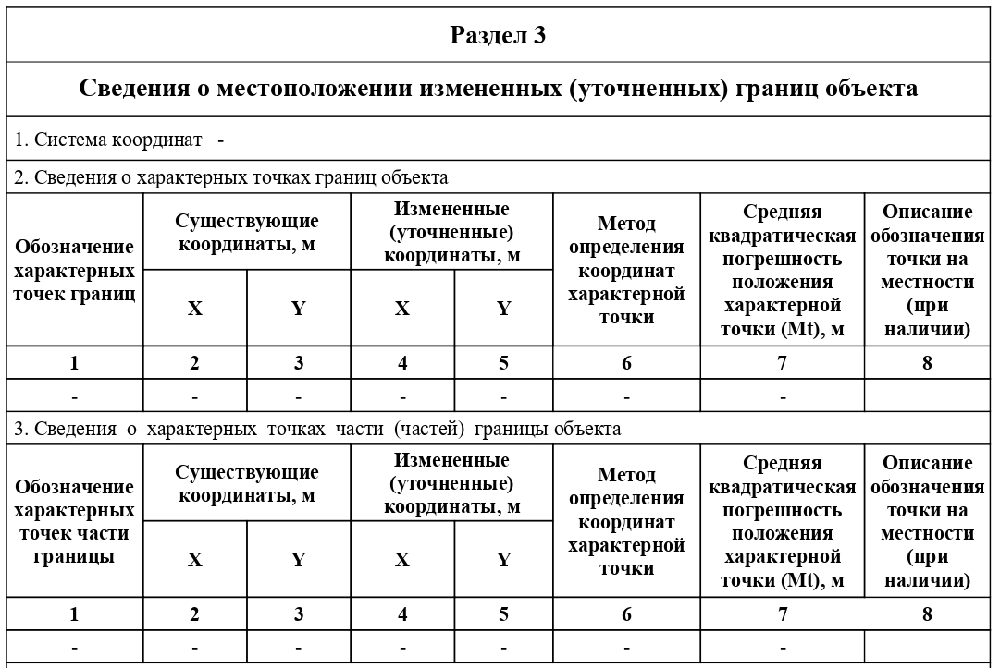 Раздел 3
Сведения о местоположении измененных (уточненных) границ объекта
1. Система координат -
2. Сведения о характерных точках границ объекта
Обозначение
характерных
точек границ
Существующие
координаты, м
Измененные
(уточненные)
координаты, м
Метод
определения
координат
характерной
точки
Средняя
квадратическая
погрешность
положения
характерной
точки (Mt), м
Описание
обозначения
точки на
местности
(при
наличии)
X Y X Y
1 2 3 4 5 6 7 8
- - - - - - -
3. Сведения о характерных точках части (частей) границы объекта
Обозначение
характерных
точек части
границы
Существующие
координаты, м
Измененные
(уточненные)
координаты, м
Метод
определения
координат
характерной
точки
Средняя
квадратическая
погрешность
положения
характерной
точки (Mt), м
Описание
обозначения
точки на
местности
(при
наличии)
X Y X Y
1 2 3 4 5 6 7 8
- - - - - - -